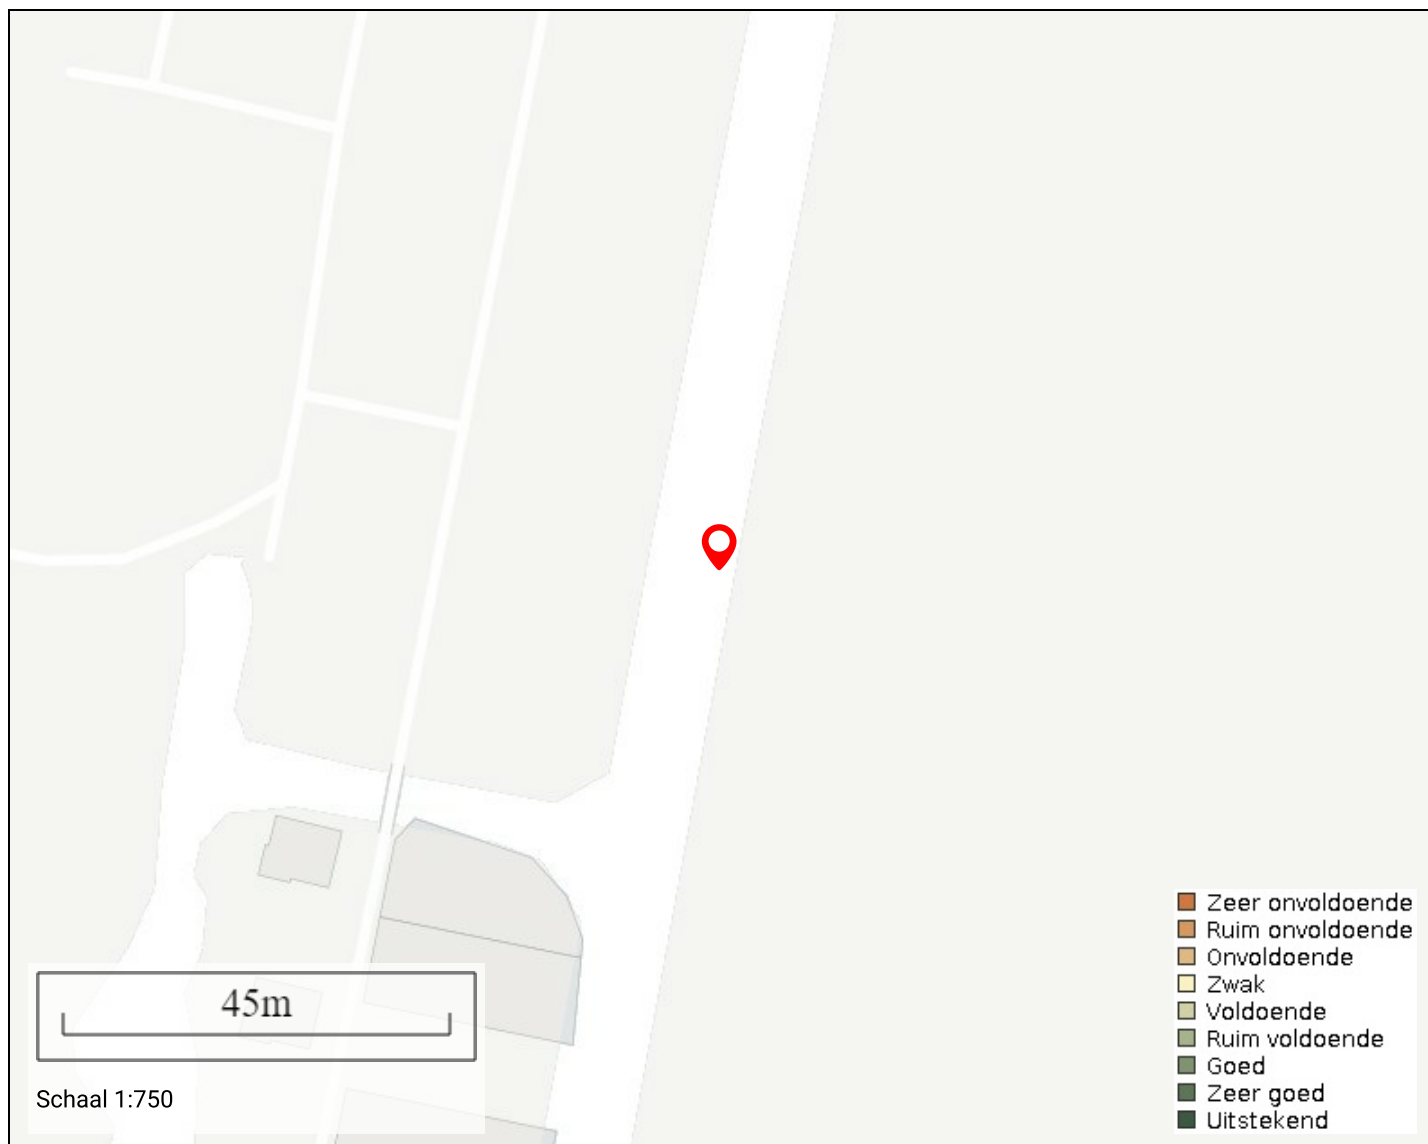 Zeer onvoldoende
Ruim onvoldoende
Onvoldoende
Zwak
Voldoende
Ruim voldoende
Goed
Zeer goed
Uitstekend
45m
Schaal 1:750